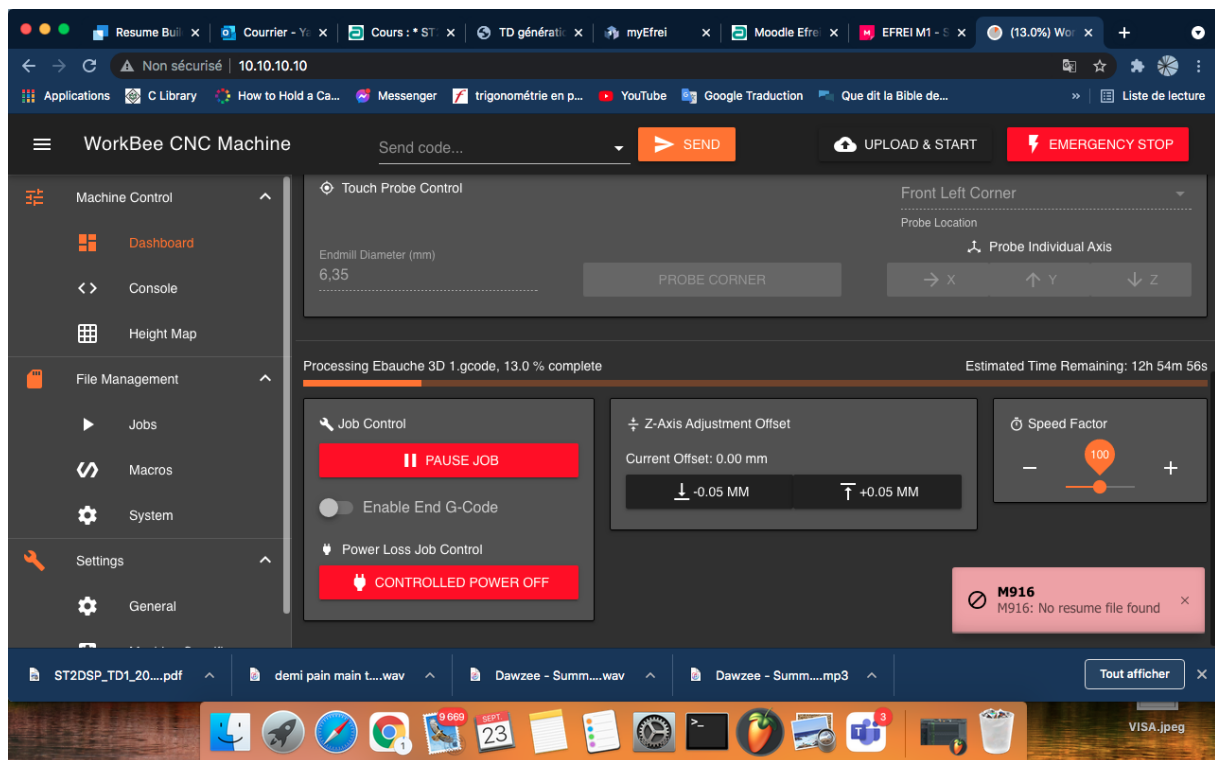 Resume Buil
Courrier - Ya
Cours : * ST
TD génératic
myEfrei
Moodle Efrei
EFREI M1 - S
(13.0%) Wor
Non sécurisé | 10.10.10.10
Applications
C Library
How to Hold a Ca...
Messenger
trigonométrie en p...
YouTube
Google Traduction
Que dit la Bible de...
»
Liste de lecture
WorkBee CNC Machine
Send code...
SEND
UPLOAD & START
EMERGENCY STOP
Machine Control
Dashboard
Console
Height Map
File Management
Jobs
Macros
System
Settings
General
Touch Probe Control
Front Left Corner
Probe Location
Probe Individual Axis
Endmill Diameter (mm)
6,35
PROBE CORNER
X
Y
Z
Processing Ebauche 3D 1.gcode, 13.0 % complete
Estimated Time Remaining: 12h 54m 56s
Job Control
PAUSE JOB
Enable End G-Code
Power Loss Job Control
CONTROLLED POWER OFF
Z-Axis Adjustment Offset
Current Offset: 0.00 mm
-0.05 MM
+0.05 MM
Speed Factor
100
M916
M916: No resume file found
ST2DSP_TD1_20....pdf
demi pain main t....wav
Dawzee - Summ....wav
Dawzee - Summ....mp3
Tout afficher
9 669
SEPT.
23
1
3
VISA.jpeg